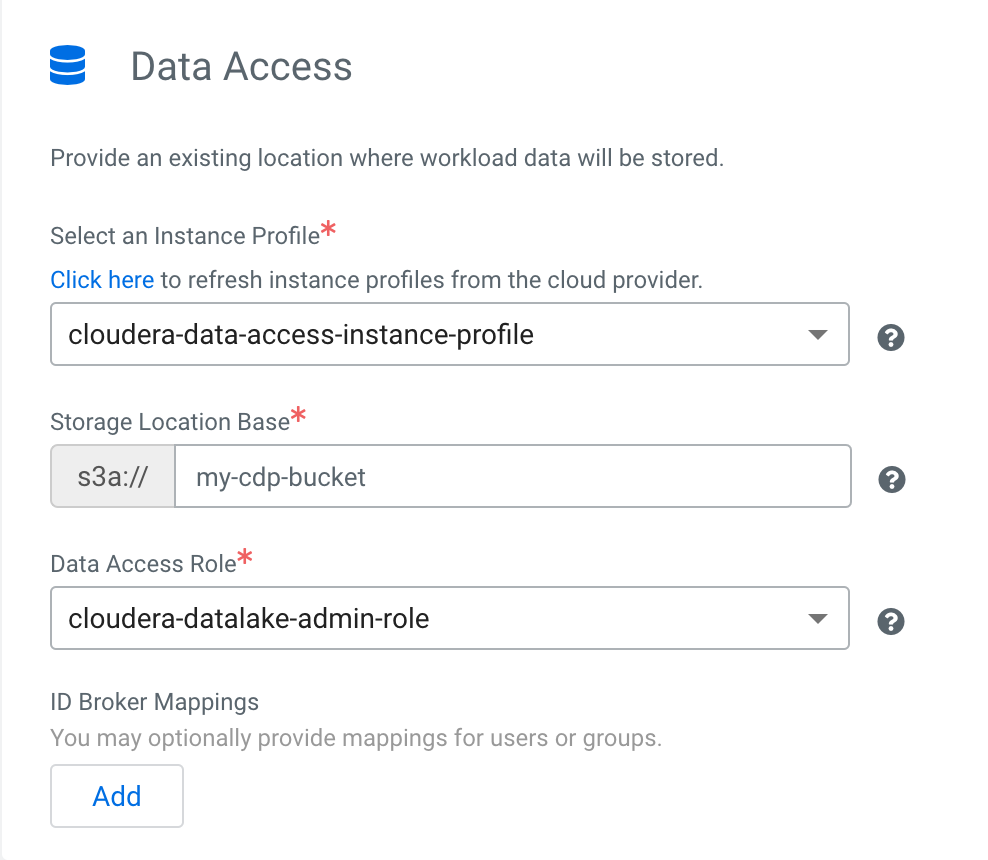 Data Access
Provide an existing location where workload data will be stored.
Select an Instance Profile*
Click here to refresh instance profiles from the cloud provider.
cloudera-data-access-instance-profile
?
Storage Location Base*
s3a:// my-cdp-bucket
?
Data Access Role*
cloudera-datalake-admin-role
?
ID Broker Mappings
You may optionally provide mappings for users or groups.
Add